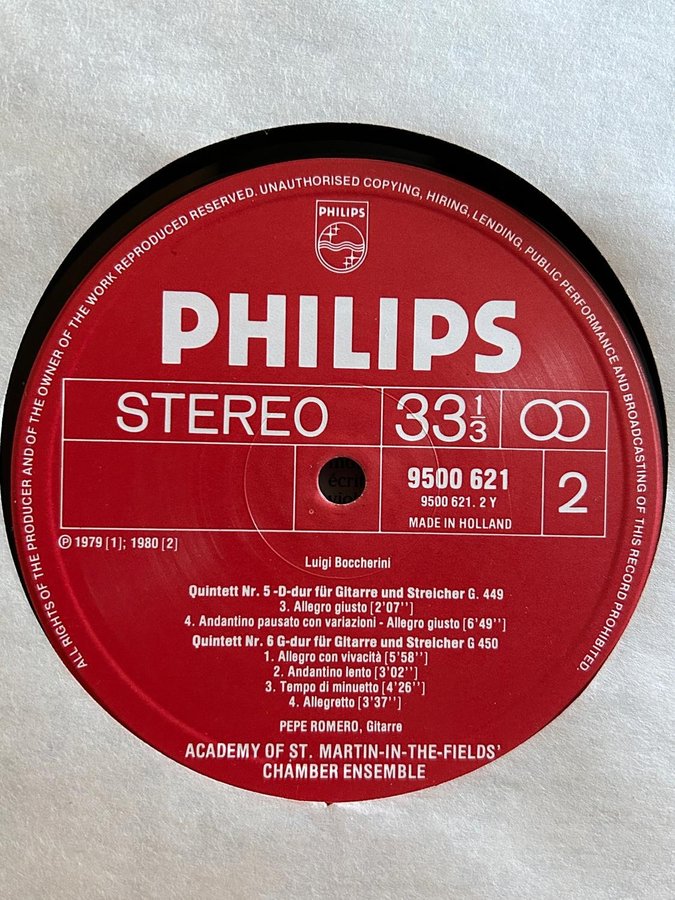 ALL RIGHTS OF THE PRODUCER AND OF THE OWNER OF THE WORK REPRODUCED RESERVED. UNAUTHORISED COPYING, HIRING, LENDING, PUBLIC PERFORMANCE AND BROADCASTING OF THIS RECORD PROHIBITED.
PHILIPS
PHILIPS
STEREO
33 1/3
9500 621
9500 621. 2 Y
MADE IN HOLLAND
2
℗ 1979 [1]; 1980 [2]
Luigi Boccherini
Quintett Nr. 5 -D-dur für Gitarre und Streicher G. 449
3. Allegro giusto [2'07'']
4. Andantino pausato con variazioni - Allegro giusto [6'49'']
Quintett Nr. 6 G-dur für Gitarre und Streicher G 450
1. Allegro con vivacità [5'58'']
2. Andantino lento [3'02'']
3. Tempo di minuetto [4'26'']
4. Allegretto [3'37'']
PEPE ROMERO, Gitarre
ACADEMY OF ST. MARTIN-IN-THE-FIELDS'
CHAMBER ENSEMBLE